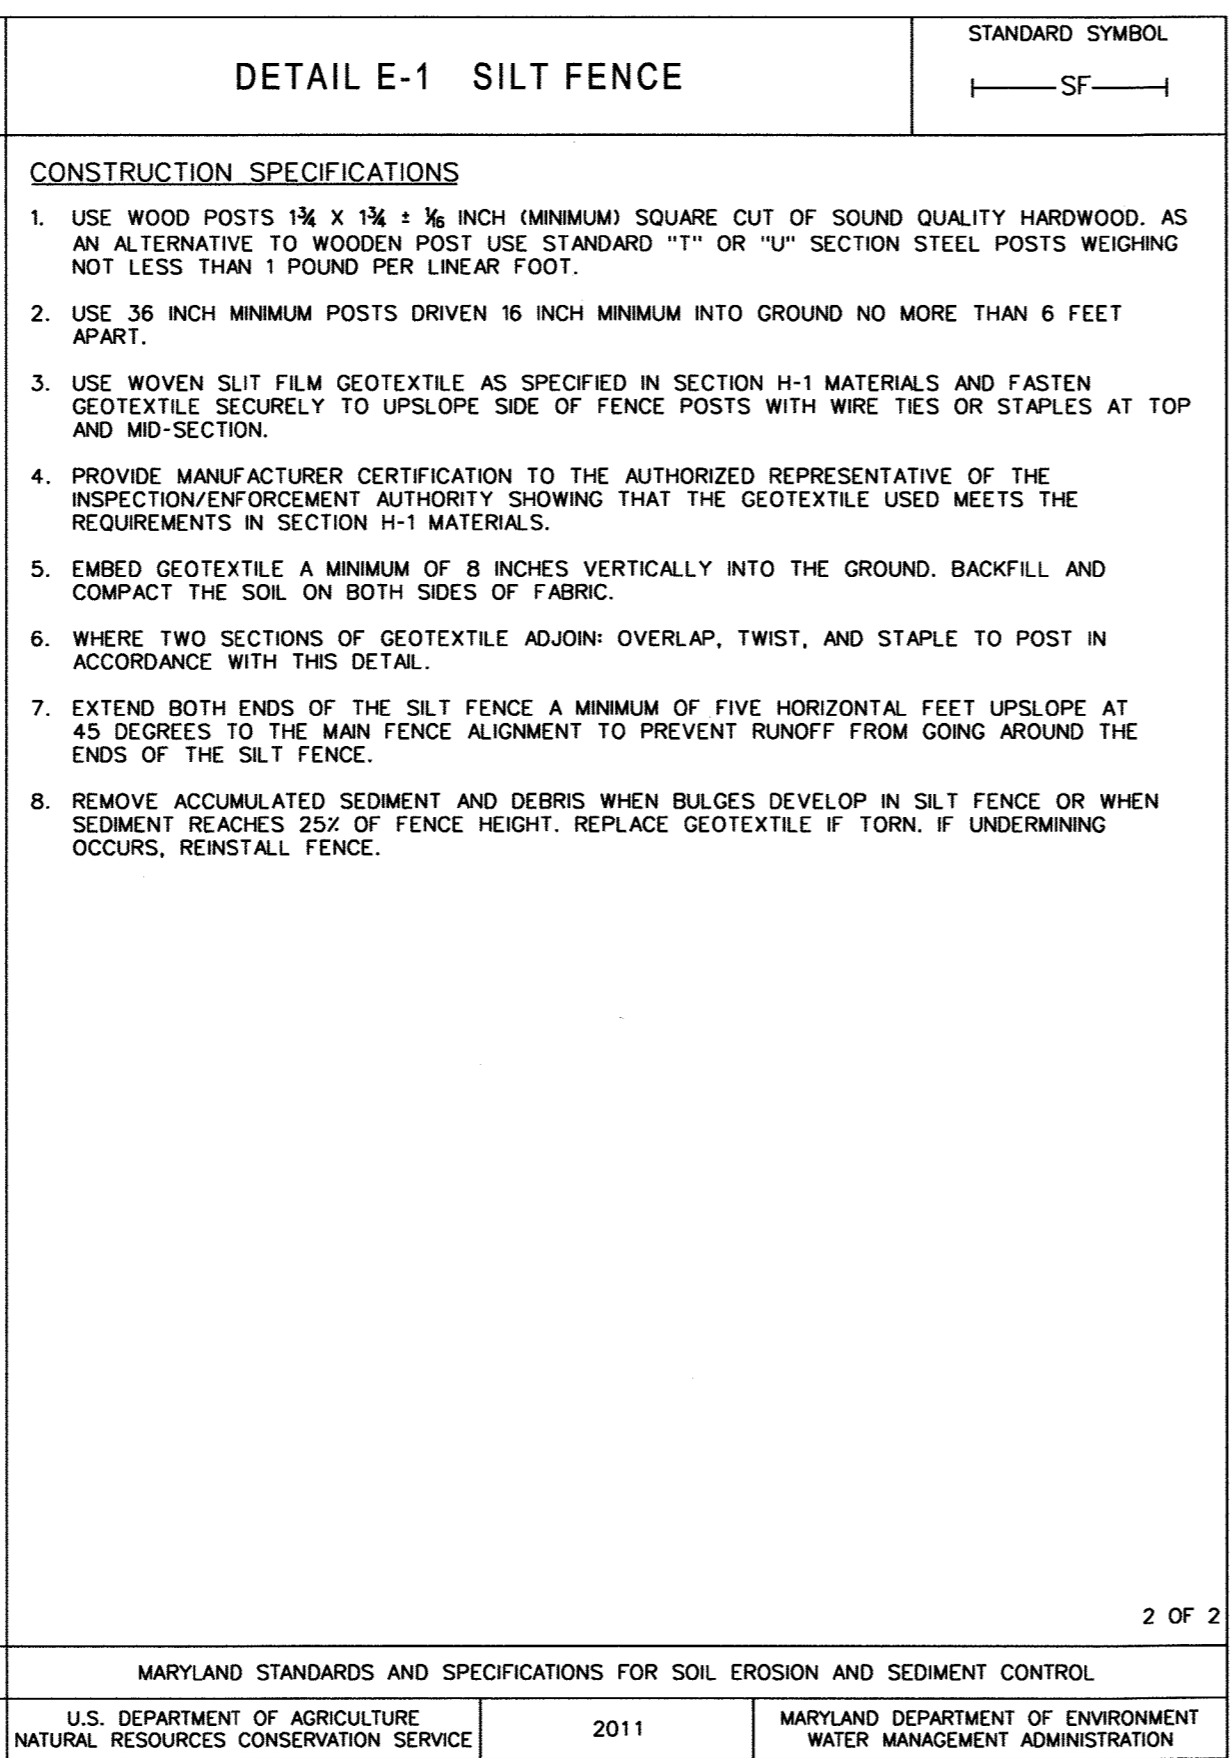 DETAIL E-1 SILT FENCE
STANDARD SYMBOL
SF
CONSTRUCTION SPECIFICATIONS
1. USE WOOD POSTS 1¾ X 1¾ ± 1/16 INCH (MINIMUM) SQUARE CUT OF SOUND QUALITY HARDWOOD. AS
AN ALTERNATIVE TO WOODEN POST USE STANDARD "T" OR "U" SECTION STEEL POSTS WEIGHING
NOT LESS THAN 1 POUND PER LINEAR FOOT.
2. USE 36 INCH MINIMUM POSTS DRIVEN 16 INCH MINIMUM INTO GROUND NO MORE THAN 6 FEET
APART.
3. USE WOVEN SLIT FILM GEOTEXTILE AS SPECIFIED IN SECTION H-1 MATERIALS AND FASTEN
GEOTEXTILE SECURELY TO UPSLOPE SIDE OF FENCE POSTS WITH WIRE TIES OR STAPLES AT TOP
AND MID-SECTION.
4. PROVIDE MANUFACTURER CERTIFICATION TO THE AUTHORIZED REPRESENTATIVE OF THE
INSPECTION/ENFORCEMENT AUTHORITY SHOWING THAT THE GEOTEXTILE USED MEETS THE
REQUIREMENTS IN SECTION H-1 MATERIALS.
5. EMBED GEOTEXTILE A MINIMUM OF 8 INCHES VERTICALLY INTO THE GROUND. BACKFILL AND
COMPACT THE SOIL ON BOTH SIDES OF FABRIC.
6. WHERE TWO SECTIONS OF GEOTEXTILE ADJOIN: OVERLAP, TWIST, AND STAPLE TO POST IN
ACCORDANCE WITH THIS DETAIL.
7. EXTEND BOTH ENDS OF THE SILT FENCE A MINIMUM OF FIVE HORIZONTAL FEET UPSLOPE AT
45 DEGREES TO THE MAIN FENCE ALIGNMENT TO PREVENT RUNOFF FROM GOING AROUND THE
ENDS OF THE SILT FENCE.
8. REMOVE ACCUMULATED SEDIMENT AND DEBRIS WHEN BULGES DEVELOP IN SILT FENCE OR WHEN
SEDIMENT REACHES 25% OF FENCE HEIGHT. REPLACE GEOTEXTILE IF TORN. IF UNDERMINING
OCCURS, REINSTALL FENCE.
2 OF 2
MARYLAND STANDARDS AND SPECIFICATIONS FOR SOIL EROSION AND SEDIMENT CONTROL
U.S. DEPARTMENT OF AGRICULTURE
NATURAL RESOURCES CONSERVATION SERVICE
2011
MARYLAND DEPARTMENT OF ENVIRONMENT
WATER MANAGEMENT ADMINISTRATION